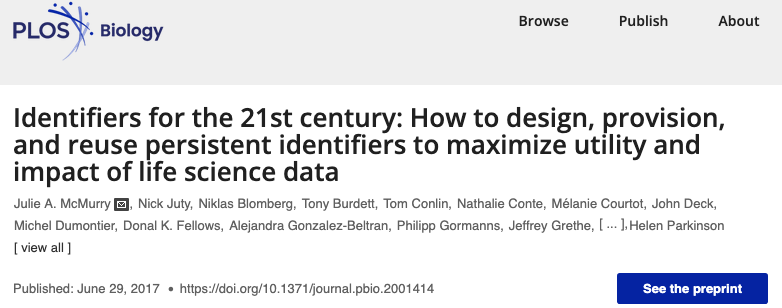 PLOS Biology Browse Publish About
Identifiers for the 21st century: How to design, provision,
and reuse persistent identifiers to maximize utility and
impact of life science data
Julie A. McMurry, Nick Juty, Niklas Blomberg, Tony Burdett, Tom Conlin, Nathalie Conte, Mélanie Courtot, John Deck,
Michel Dumontier, Donal K. Fellows, Alejandra Gonzalez-Beltran, Philipp Gormanns, Jeffrey Grethe, [ ... ], Helen Parkinson
[ view all ]
Published: June 29, 2017 • https://doi.org/10.1371/journal.pbio.2001414 See the preprint